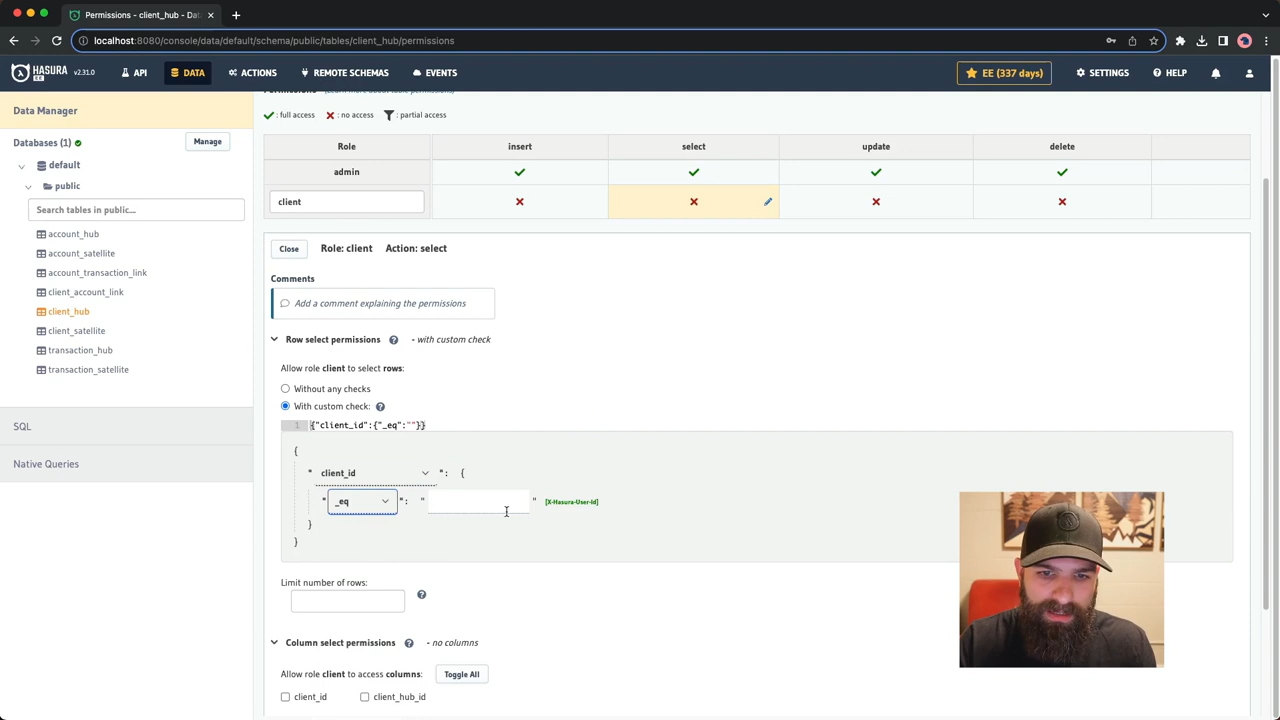 Permissions - client_hub - Dat
localhost:8080/console/data/default/schema/public/tables/client_hub/permissions
HASURA
EE
v2.31.0
API
DATA
ACTIONS
REMOTE SCHEMAS
EVENTS
EE (337 days)
SETTINGS
HELP
Data Manager
Databases (1)
Manage
default
public
Search tables in public....
account_hub
account_satellite
account_transaction_link
client_account_link
client_hub
client_satellite
transaction_hub
transaction_satellite
SQL
Native Queries
: full access
: no access
: partial access
Role insert select update delete
admin
client
Close Role: client Action: select
Comments
Add a comment explaining the permissions
Row select permissions - with custom check
Allow role client to select rows:
Without any checks
With custom check:
1 {"client_id":{"_eq":""}}
{
" client_id ": {
" _eq ": " " [X-Hasura-User-Id]
}
}
Limit number of rows:
Column select permissions - no columns
Allow role client to access columns: Toggle All
client_id client_hub_id